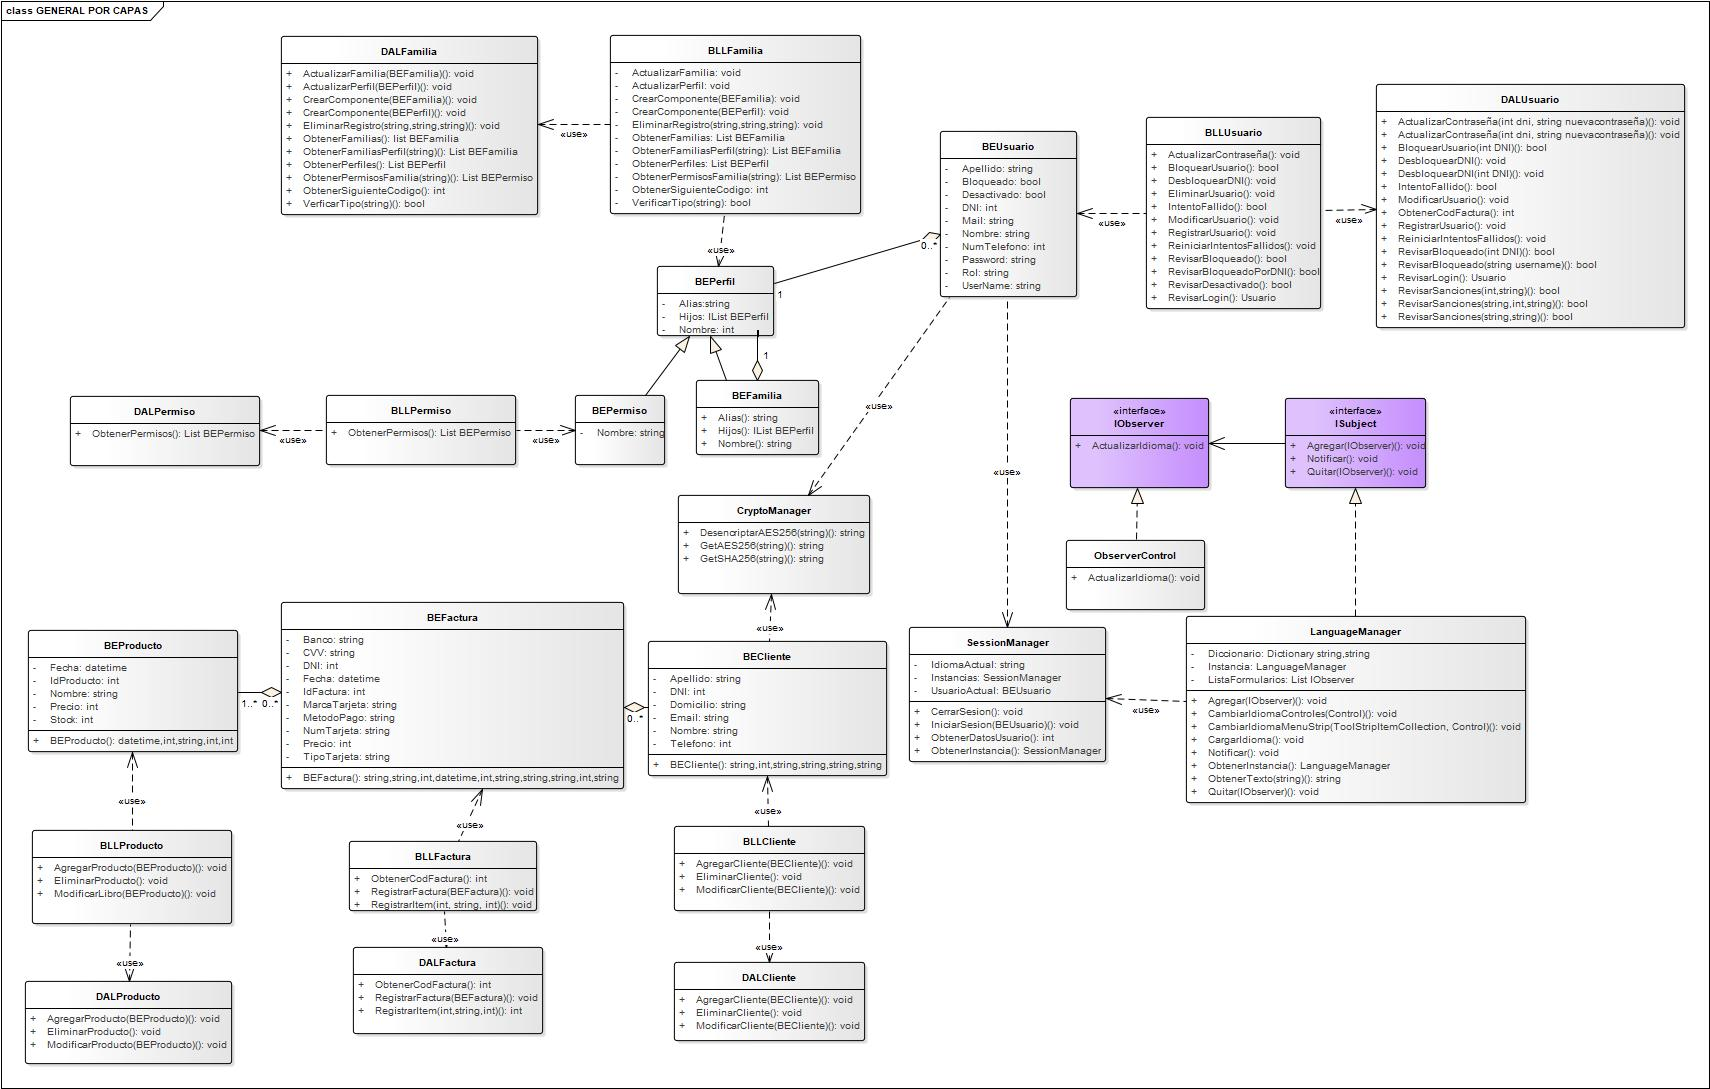 class GENERAL POR CAPAS
DALFamilia
+ ActualizarFamilia(BEFamilia)(): void
+ ActualizarPerfil(BEPerfil)(): void
+ CrearComponente(BEFamilia)(): void
+ CrearComponente(BEPerfil)(): void
+ EliminarRegistro(string,string,string)(): void
+ ObtenerFamilias(): list BEFamilia
+ ObtenerFamiliasPerfil(string)(): List BEFamilia
+ ObtenerPerfiles(): List BEPerfil
+ ObtenerPermisosFamilia(string)(): List BEPermiso
+ ObtenerSiguienteCodigo(): int
+ VerficarTipo(string)(): bool
«use»
BLLFamilia
- ActualizarFamilia: void
- ActualizarPerfil: void
- CrearComponente(BEFamilia): void
- CrearComponente(BEPerfil): void
- EliminarRegistro(string,string,string): void
- ObtenerFamilias: List BEFamilia
- ObtenerFamiliasPerfil(string): List BEFamilia
- ObtenerPerfiles: List BEPerfil
- ObtenerPermisosFamilia(string): List BEPermiso
- ObtenerSiguienteCodigo: int
- VerificarTipo(string): bool
«use»
BEUsuario
- Apellido: string
- Bloqueado: bool
- Desactivado: bool
- DNI: int
- Mail: string
- Nombre: string
- NumTelefono: int
- Password: string
- Rol: string
- UserName: string
0..*
1
«use»
BLLUsuario
+ ActualizarContraseña(): void
+ BloquearUsuario(): bool
+ DesbloquearDNI(): void
+ EliminarUsuario(): void
+ IntentoFallido(): bool
+ ModificarUsuario(): void
+ RegistrarUsuario(): void
+ ReiniciarIntentosFallidos(): void
+ RevisarBloqueado(): bool
+ RevisarBloqueadoPorDNI(): bool
+ RevisarDesactivado(): bool
+ RevisarLogin(): Usuario
«use»
DALUsuario
+ ActualizarContraseña(int dni, string nuevacontraseña)(): void
+ ActualizarContraseña(int dni, string nuevacontraseña)(): void
+ BloquearUsuario(int DNI)(): bool
+ DesbloquearDNI(): void
+ DesbloquearDNI(int DNI)(): void
+ IntentoFallido(): bool
+ ModificarUsuario(): void
+ ObtenerCodFactura(): int
+ RegistrarUsuario(): void
+ ReiniciarIntentosFallidos(): void
+ RevisarBloqueado(int DNI)(): bool
+ RevisarBloqueado(string username)(): bool
+ RevisarLogin(): Usuario
+ RevisarSanciones(int,string)(): bool
+ RevisarSanciones(string,int,string)(): bool
+ RevisarSanciones(string,string)(): bool
BEPerfil
- Alias:string
- Hijos: IList BEPerfil
- Nombre: int
1
DALPermiso
+ ObtenerPermisos(): List BEPermiso
«use»
BLLPermiso
+ ObtenerPermisos(): List BEPermiso
«use»
BEPermiso
- Nombre: string
BEFamilia
+ Alias(): string
+ Hijos(): IList BEPerfil
+ Nombre(): string
«use»
«use»
«interface»
IObserver
+ ActualizarIdioma(): void
«interface»
ISubject
+ Agregar(IObserver)(): void
+ Notificar(): void
+ Quitar(IObserver)(): void
CryptoManager
+ DesencriptarAES256(string)(): string
+ GetAES256(string)(): string
+ GetSHA256(string)(): string
«use»
ObserverControl
+ ActualizarIdioma(): void
BEProducto
- Fecha: datetime
- IdProducto: int
- Nombre: string
- Precio: int
- Stock: int
+ BEProducto(): datetime,int,string,int,int
1..* 0..*
BEFactura
- Banco: string
- CVV: string
- DNI: int
- Fecha: datetime
- IdFactura: int
- MarcaTarjeta: string
- MetodoPago: string
- NumTarjeta: string
- Precio: int
- TipoTarjeta: string
+ BEFactura(): string,string,int,datetime,int,string,string,string,int,string
0..*
BECliente
- Apellido: string
- DNI: int
- Domicilio: string
- Email: string
- Nombre: string
- Telefono: int
+ BECliente(): string,int,string,string,string,string
SessionManager
- IdiomaActual: string
- Instancias: SessionManager
- UsuarioActual: BEUsuario
+ CerrarSesion(): void
+ IniciarSesion(BEUsuario)(): void
+ ObtenerDatosUsuario(): int
+ ObtenerInstancia(): SessionManager
«use»
LanguageManager
- Diccionario: Dictionary string,string
- Instancia: LanguageManager
- ListaFormularios: List IObserver
+ Agregar(IObserver)(): void
+ CambiarIdiomaControles(Control)(): void
+ CambiarIdiomaMenuStrip(ToolStripItemCollection, Control)(): void
+ CargarIdioma(): void
+ Notificar(): void
+ ObtenerInstancia(): LanguageManager
+ ObtenerTexto(string)(): string
+ Quitar(IObserver)(): void
«use»
«use»
«use»
BLLProducto
+ AgregarProducto(BEProducto)(): void
+ EliminarProducto(): void
+ ModificarLibro(BEProducto)(): void
BLLFactura
+ ObtenerCodFactura(): int
+ RegistrarFactura(BEFactura)(): void
+ RegistrarItem(int, string, int)(): void
BLLCliente
+ AgregarCliente(BECliente)(): void
+ EliminarCliente(): void
+ ModificarCliente(BECliente)(): void
«use»
«use»
«use»
DALProducto
+ AgregarProducto(BEProducto)(): void
+ EliminarProducto(): void
+ ModificarProducto(BEProducto)(): void
DALFactura
+ ObtenerCodFactura(): int
+ RegistrarFactura(BEFactura)(): void
+ RegistrarItem(int,string,int)(): int
DALCliente
+ AgregarCliente(BECliente)(): void
+ EliminarCliente(): void
+ ModificarCliente(BECliente)(): void